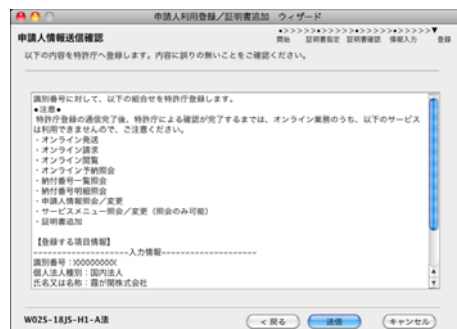 申請人利用登録／証明書追加　ウィザード
申請人情報送信確認
●>>>>>●>>>>>●>>>>>●>>>>>▼
開始　証明書指定　証明書確認　情報入力　登録
以下の内容を特許庁へ登録します。内容に誤りの無いことをご確認ください。
識別番号に対して、以下の組合せを特許庁登録します。
●注意●
特許庁登録の通信完了後、特許庁による確認が完了するまでは、オンライン業務のうち、以下のサービス
は利用できませんので、ご注意ください。
・オンライン発送
・オンライン請求
・オンライン閲覧
・オンライン予納照会
・納付番号一覧照会
・納付番号明細照会
・申請人情報照会／変更
・サービスメニュー照会／変更（照会のみ可能）
・証明書追加
【登録する項目情報】
--------------------入力情報--------------------
識別番号：XXXXXXXXX
個人法人種別：国内法人
氏名又は名称：霞が関株式会社
W02S-18JS-H1-A法
＜戻る
送信
キャンセル